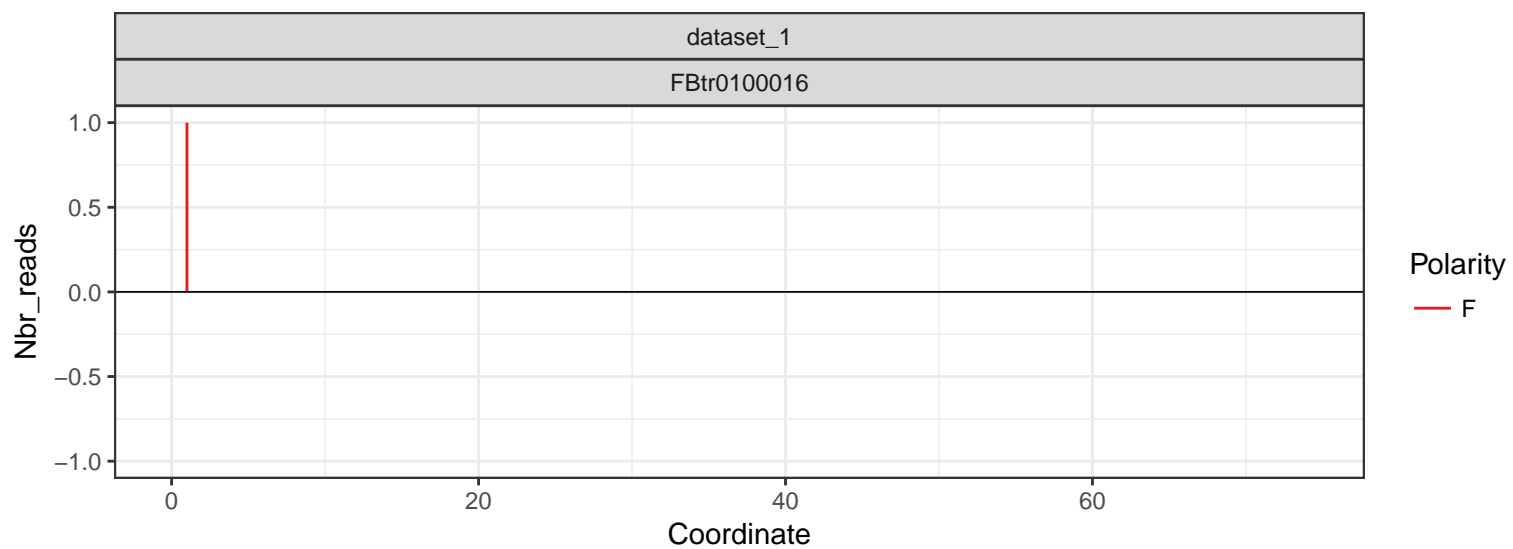 dataset_1
FBtr0100016
1.0
0.5
0.0
−0.5
−1.0
Nbr_reads
0 20 40 60
Coordinate
Polarity
F